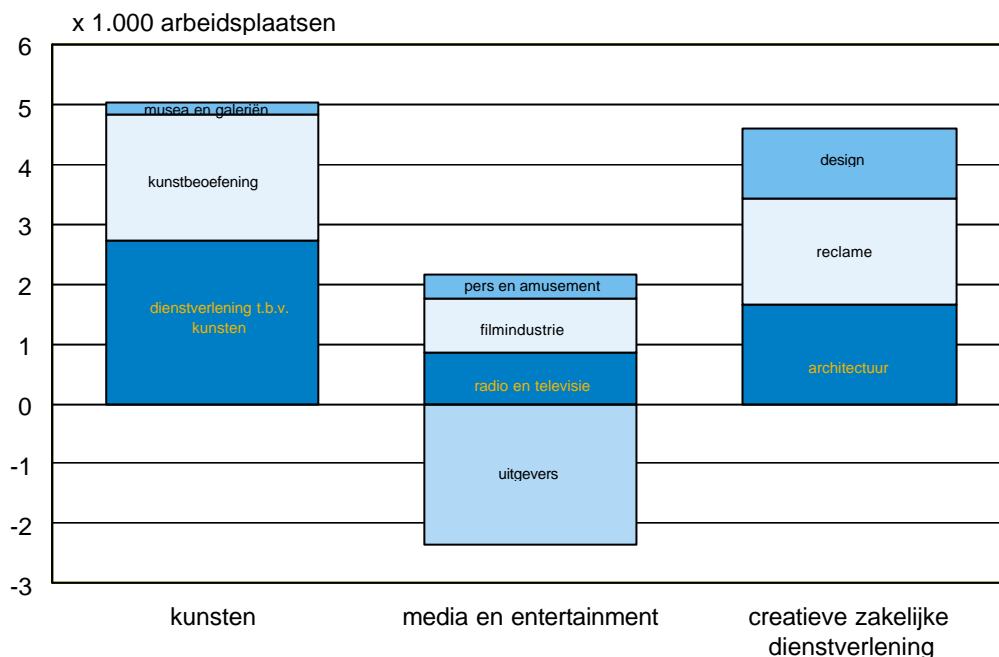 x 1.000 arbeidsplaatsen
6
5
4
3
2
1
0
-1
-2
-3
musea en galeriën
kunstbeoefening
dienstverlening t.b.v.
kunsten
pers en amusement
filmindustrie
radio en televisie
uitgevers
design
reclame
architectuur
kunsten
media en entertainment
creatieve zakelijke
dienstverlening